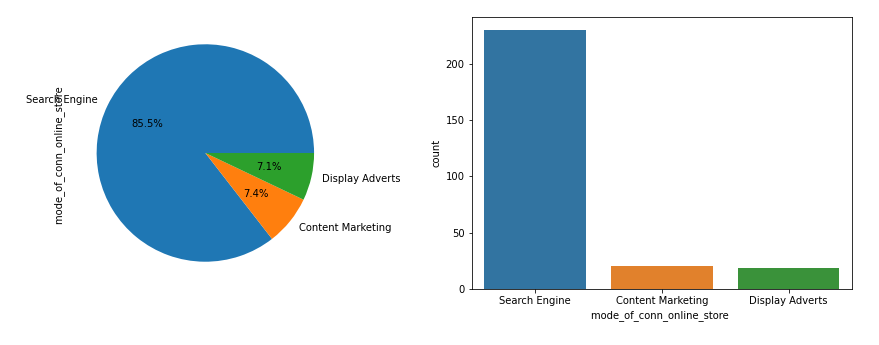 Search Engine
mode_of_conn_online_store
85.5%
7.1%
Display Adverts
7.4%
Content Marketing
200
150
100
50
0
count
Search Engine Content Marketing Display Adverts
mode_of_conn_online_store